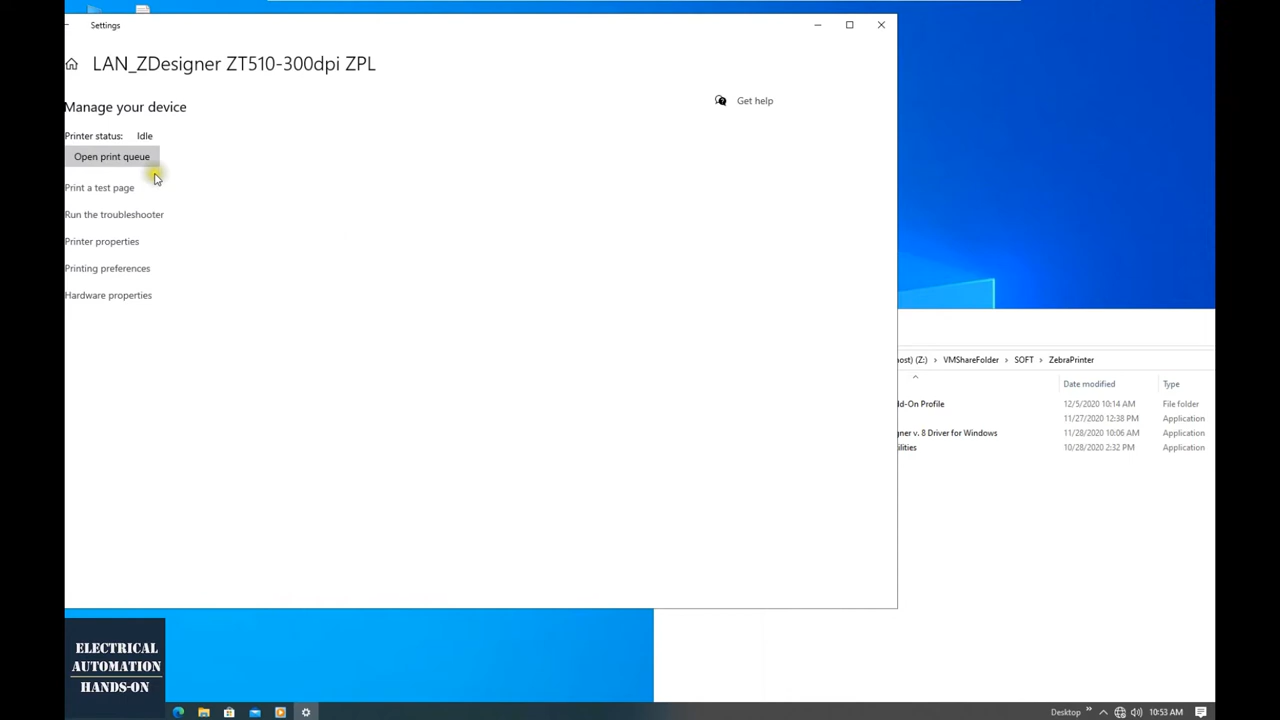 Settings
LAN_ZDesigner ZT510-300dpi ZPL
Manage your device
Get help
Printer status: Idle
Open print queue
Print a test page
Run the troubleshooter
Printer properties
Printing preferences
Hardware properties
(Z:) › VMShareFolder › SOFT › ZebraPrinter
Date modified Type
Profile 12/5/2020 10:14 AM File folder
11/27/2020 12:38 PM Application
v. 8 Driver for Windows 11/28/2020 10:06 AM Application
10/28/2020 2:32 PM Application
ELECTRICAL
AUTOMATION
HANDS-ON
Desktop » 10:53 AM